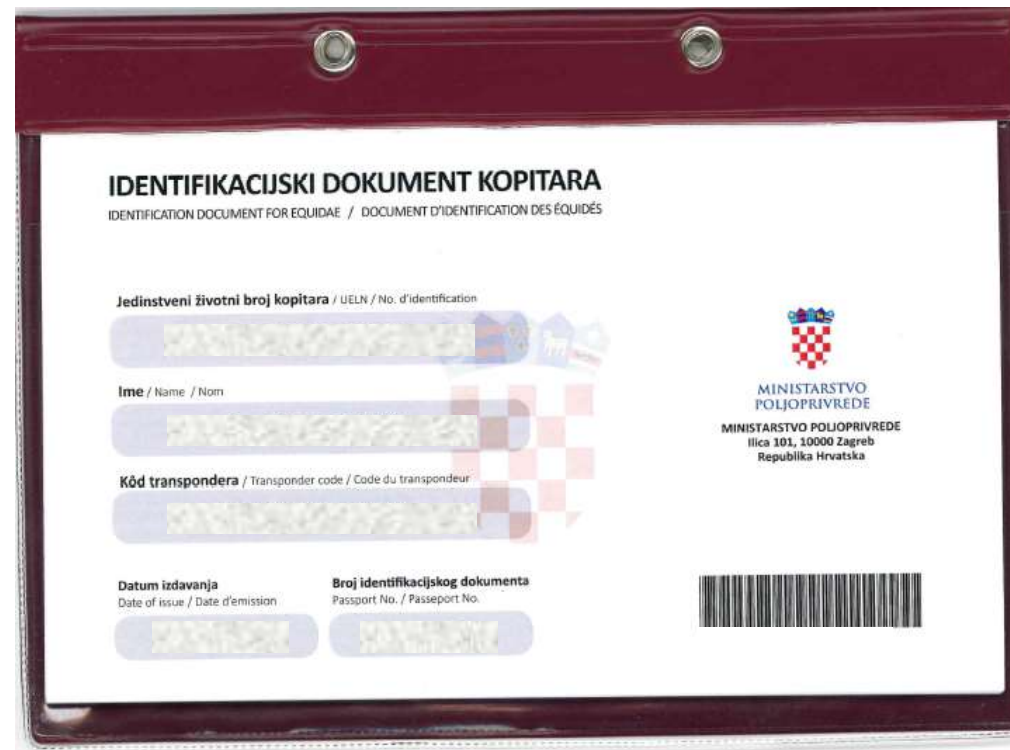 IDENTIFIKACIJSKI DOKUMENT KOPITARA
IDENTIFICATION DOCUMENT FOR EQUIDAE / DOCUMENT D'IDENTIFICATION DES ÉQUIDÉS
Jedinstveni životni broj kopitara / UELN / No. d'identification
Ime / Name / Nom
Kôd transpondera / Transponder code / Code du transpondeur
Datum izdavanja
Date of issue / Date d'emission
Broj identifikacijskog dokumenta
Passport No. / Passeport No.
MINISTARSTVO
POLJOPRIVREDE
MINISTARSTVO POLJOPRIVREDE
Ilica 101, 10000 Zagreb
Republika Hrvatska